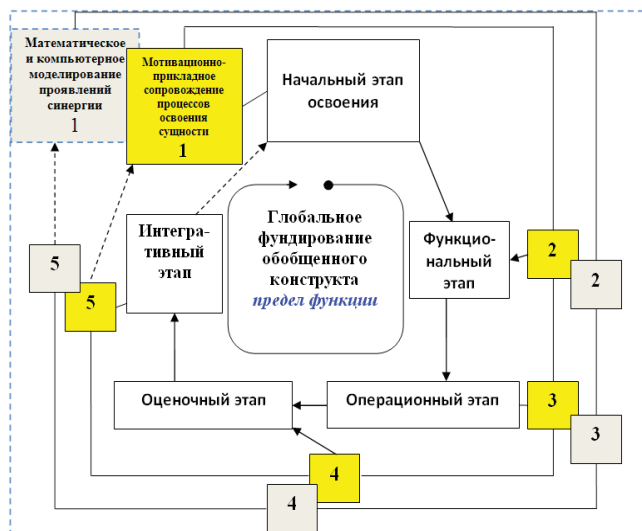 Математическое
и компьютерное
моделирование
проявлений
синергии
1
Мотивационно-
прикладное
сопровождение
процессов
освоения
сущности
1
Начальный этап
освоения
Интегра-
тивный
этап
Глобальное
фундирование
обобщенного
конструкта
предел функции
Функцио-
нальный
этап
2
2
5
5
Оценочный этап
Операционный этап
3
3
4
4